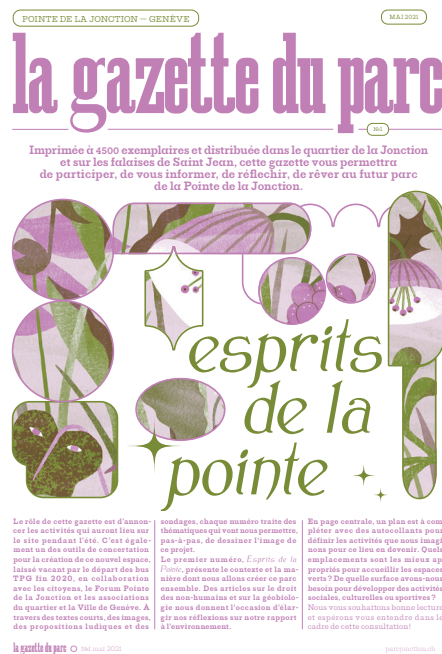 POINTE DE LA JONCTION — GENÈVE
MAI 2021
la gazette du parc
No1
Imprimée à 4500 exemplaires et distribuée dans le quartier de la Jonction
et sur les falaises de Saint Jean, cette gazette vous permettra
de participer, de vous informer, de réflechir, de rêver au futur parc
de la Pointe de la Jonction.
esprits
de la
pointe
Le rôle de cette gazette est d'annon-
cer les activités qui auront lieu sur
le site pendant l'été. C'est égale-
ment un des outils de concertation
pour la création de ce nouvel espace,
laissé vacant par le départ des bus
TPG fin 2020, en collaboration
avec les citoyens, le Forum Pointe
de la Jonction et les associations
du quartier et la Ville de Genève. À
travers des textes courts, des images,
des propositions ludiques et des
sondages, chaque numéro traite des
thématiques qui vont nous permettre,
pas-à-pas, de dessiner l'image de
ce projet.
Le premier numéro, Esprits de la
Pointe, présente le contexte et la ma-
nière dont nous allons créer ce parc
ensemble. Des articles sur le droit
des non-humains et sur la géobiolo-
gie nous donnent l'occasion d'élar-
gir nos réflexions sur notre rapport
à l'environnement.
En page centrale, un plan est à com
pléter avec des autocollants pour
définir les activités que nous imagi
nons pour ce lieu en devenir. Quels
emplacements sont les mieux ap
propriés pour accueillir les espaces
verts ? De quelle surface avons-nous
besoin pour développer des activités
sociales, culturelles ou sportives ?
Nous vous souhaitons bonne lecture
et espérons vous entendre dans le
cadre de cette consultation!
la gazette du parc No1 mai 2021
parcjonction.ch